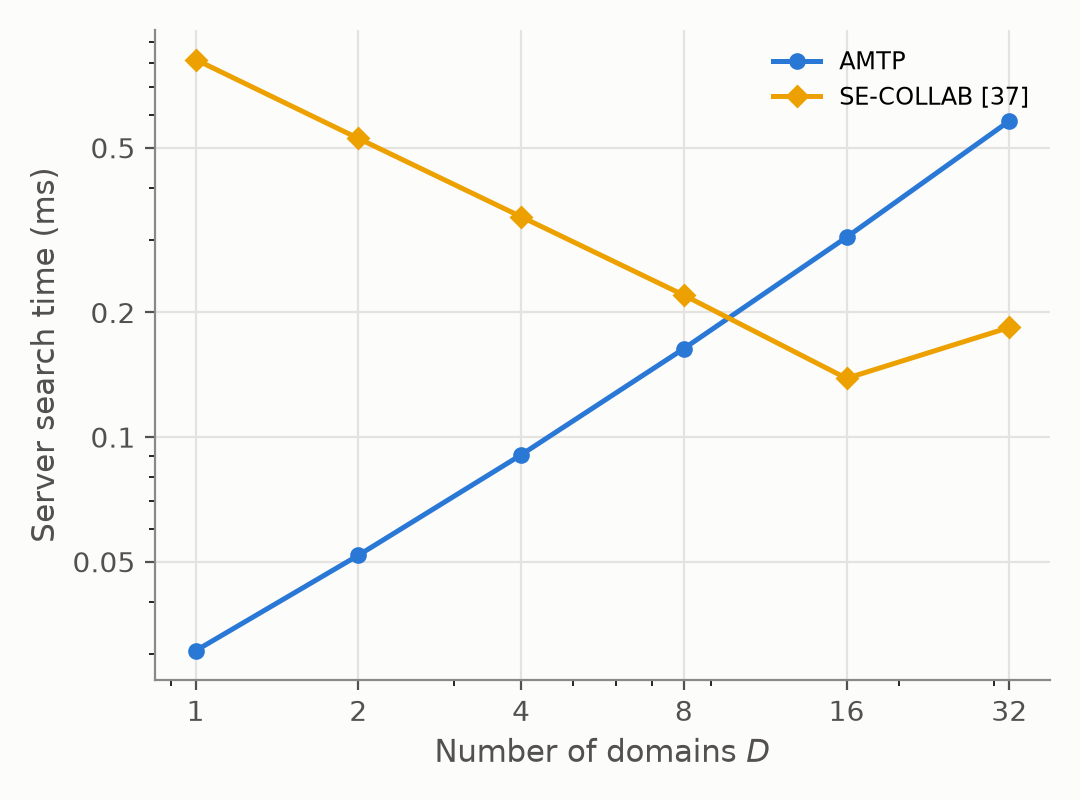 AMTP
SE-COLLAB [37]
Server search time (ms)
0.5
0.2
0.1
0.05
1 2 4 8 16 32
Number of domains D